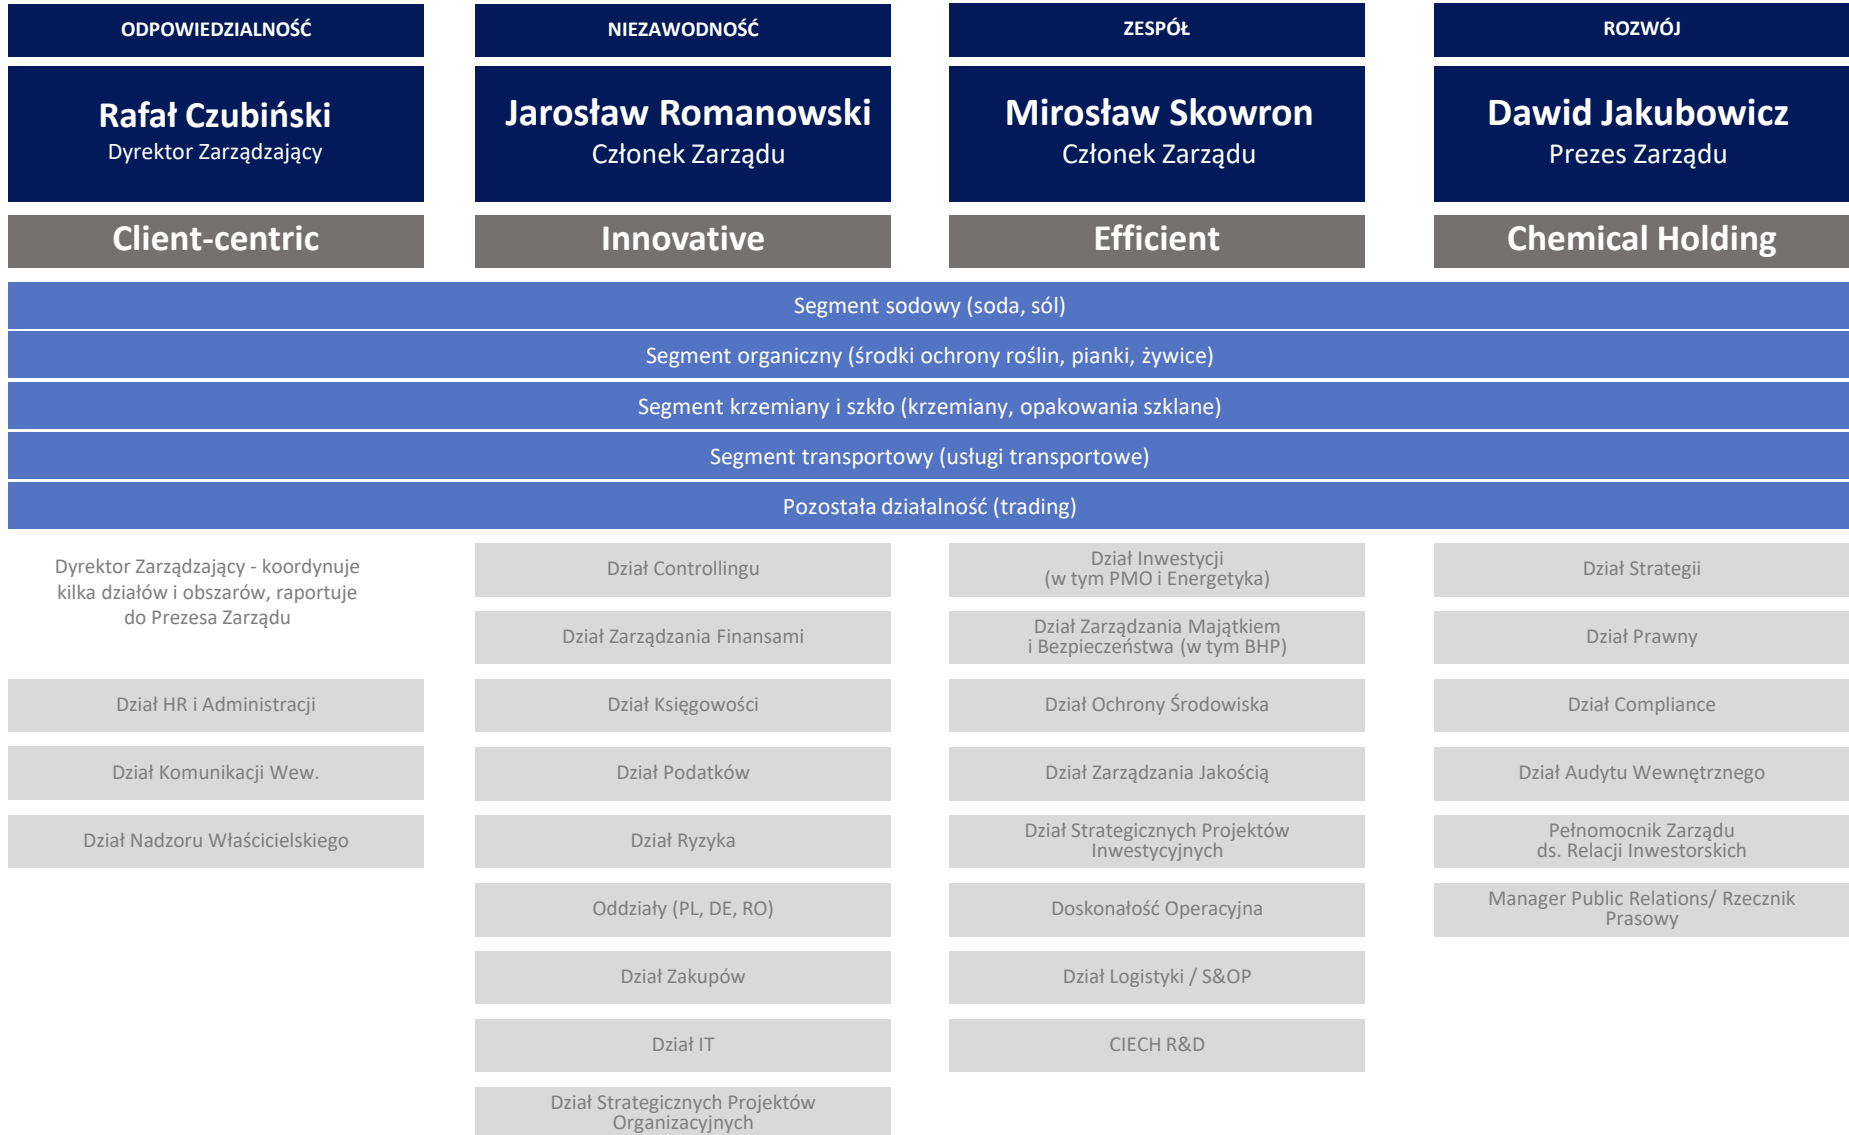 ODPOWIEDZIALNOŚĆ
NIEZAWODNOŚĆ
ZESPÓŁ
ROZWÓJ
Rafał Czubiński
Dyrektor Zarządzający
Jarosław Romanowski
Członek Zarządu
Mirosław Skowron
Członek Zarządu
Dawid Jakubowicz
Prezes Zarządu
Client-centric
Innovative
Efficient
Chemical Holding
Segment sodowy (soda, sól)
Segment organiczny (środki ochrony roślin, pianki, żywice)
Segment krzemiany i szkło (krzemiany, opakowania szklane)
Segment transportowy (usługi transportowe)
Pozostała działalność (trading)
Dyrektor Zarządzający - koordynuje
kilka działów i obszarów, raportuje
do Prezesa Zarządu
Dział HR i Administracji
Dział Komunikacji Wew.
Dział Nadzoru Właścicielskiego
Dział Controllingu
Dział Zarządzania Finansami
Dział Księgowości
Dział Podatków
Dział Ryzyka
Oddziały (PL, DE, RO)
Dział Zakupów
Dział IT
Dział Strategicznych Projektów
Organizacyjnych
Dział Inwestycji
(w tym PMO i Energetyka)
Dział Zarządzania Majątkiem
i Bezpieczeństwa (w tym BHP)
Dział Ochrony Środowiska
Dział Zarządzania Jakością
Dział Strategicznych Projektów
Inwestycyjnych
Doskonałość Operacyjna
Dział Logistyki / S&OP
CIECH R&D
Dział Strategii
Dział Prawny
Dział Compliance
Dział Audytu Wewnętrznego
Pełnomocnik Zarządu
ds. Relacji Inwestorskich
Manager Public Relations/ Rzecznik
Prasowy